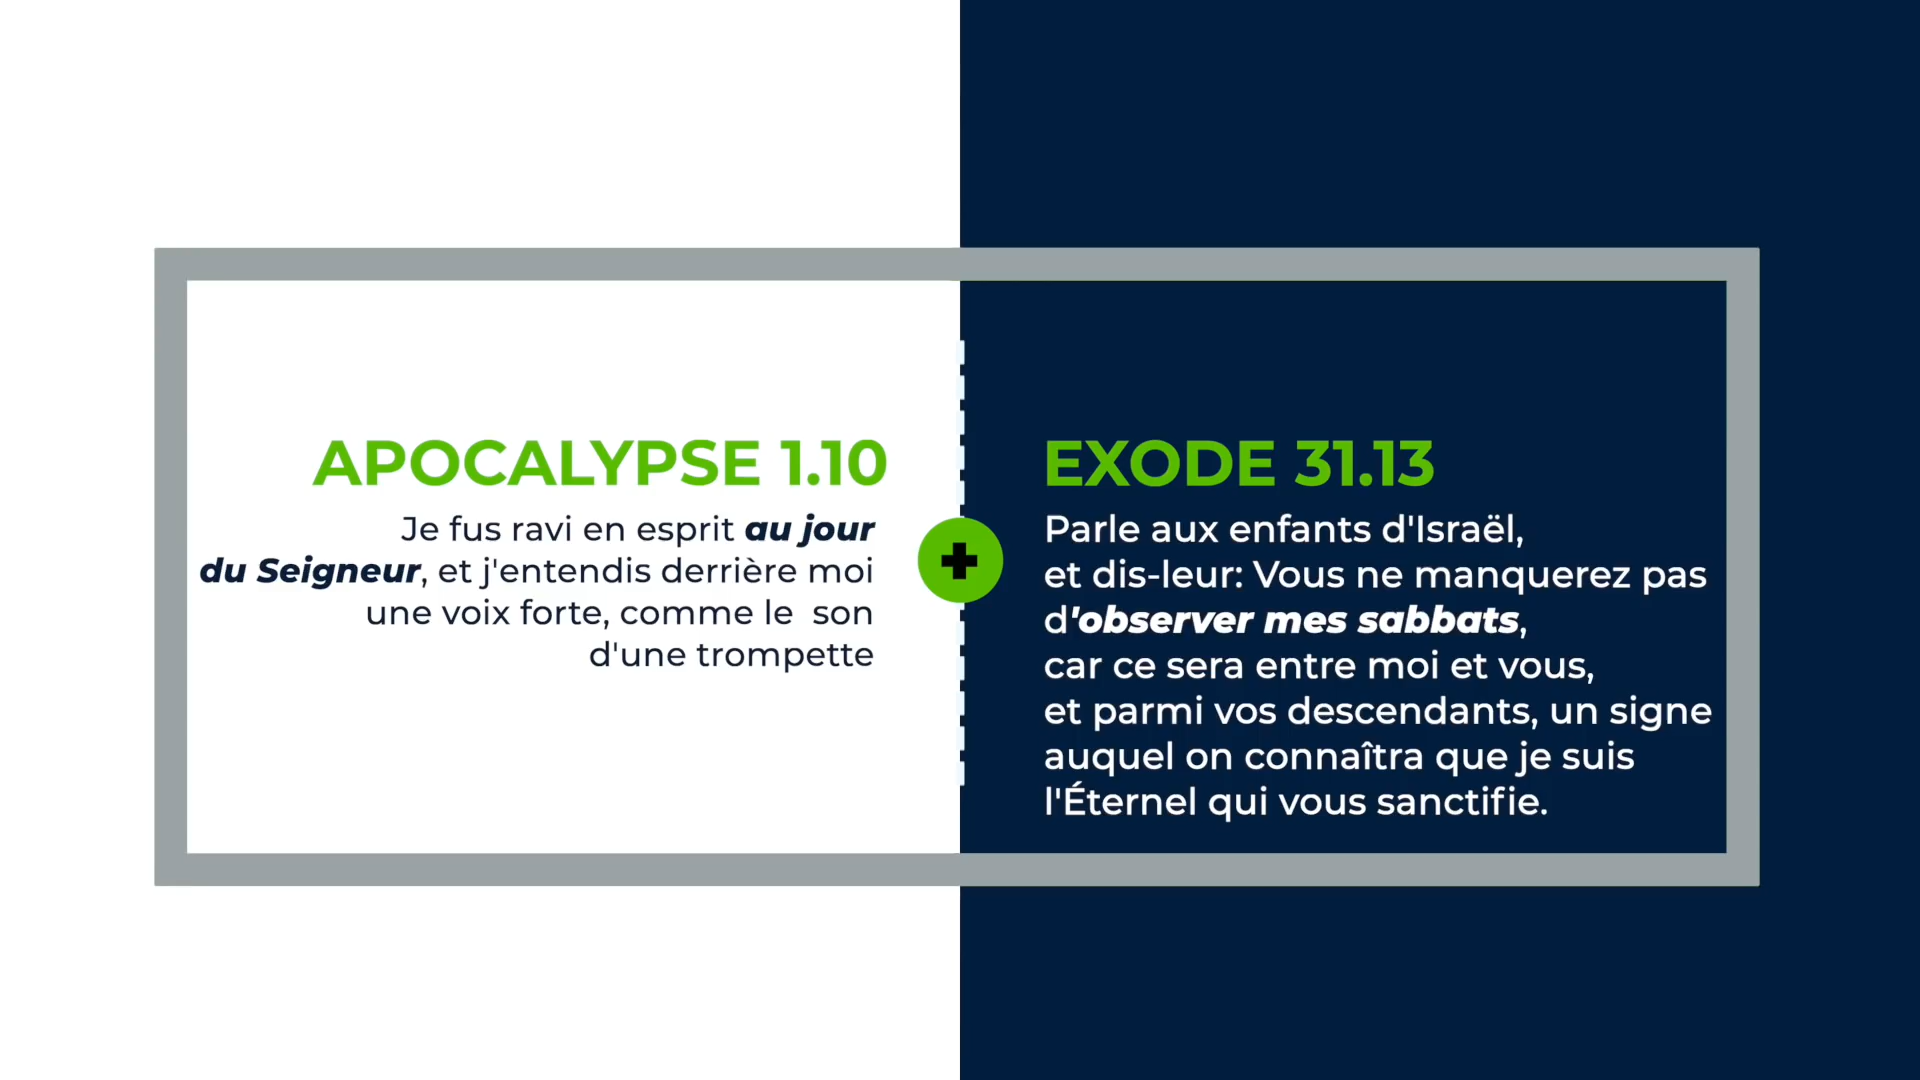 APOCALYPSE 1.10
Je fus ravi en esprit au jour
du Seigneur, et j'entendis derrière moi
une voix forte, comme le  son
d'une trompette
EXODE 31.13
Parle aux enfants d'Israël,
et dis-leur: Vous ne manquerez pas
d'observer mes sabbats,
car ce sera entre moi et vous,
et parmi vos descendants, un signe
auquel on connaîtra que je suis
l'Éternel qui vous sanctifie.